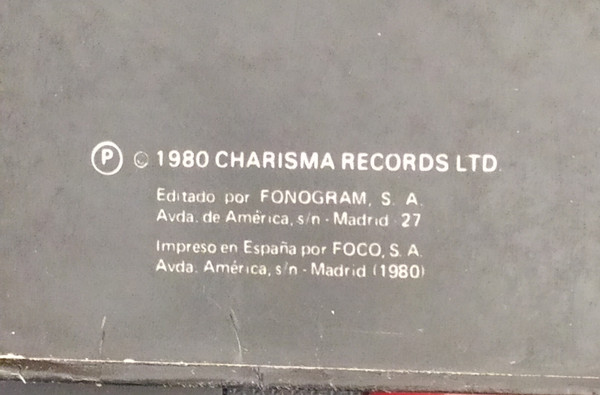 Ⓟ © 1980 CHARISMA RECORDS LTD.
Editado por FONOGRAM, S. A.
Avda. de América, s/n - Madrid - 27
Impreso en España por FOCO, S. A.
Avda. América, s/n - Madrid (1980)